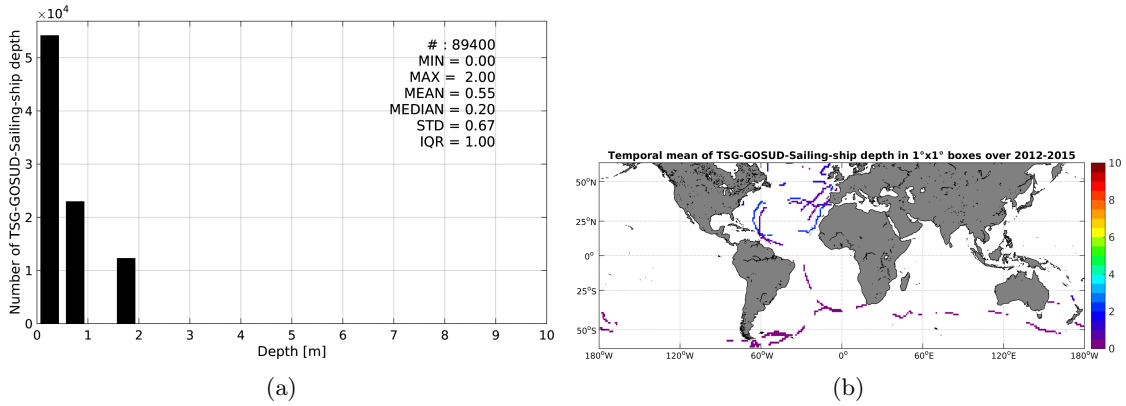 ×10⁴
Number of TSG-GOSUD-Sailing-ship depth
5
4
3
2
1
0
# : 89400
MIN = 0.00
MAX = 2.00
MEAN = 0.55
MEDIAN = 0.20
STD = 0.67
IQR = 1.00
0 1 2 3 4 5 6 7 8 9 10
Depth [m]
(a)
Temporal mean of TSG-GOSUD-Sailing-ship depth in 1°x1° boxes over 2012-2015
50°N
25°N
0°
25°S
50°S
180°W 120°W 60°W 0° 60°E 120°E 180°W
10
8
6
4
2
0
(b)